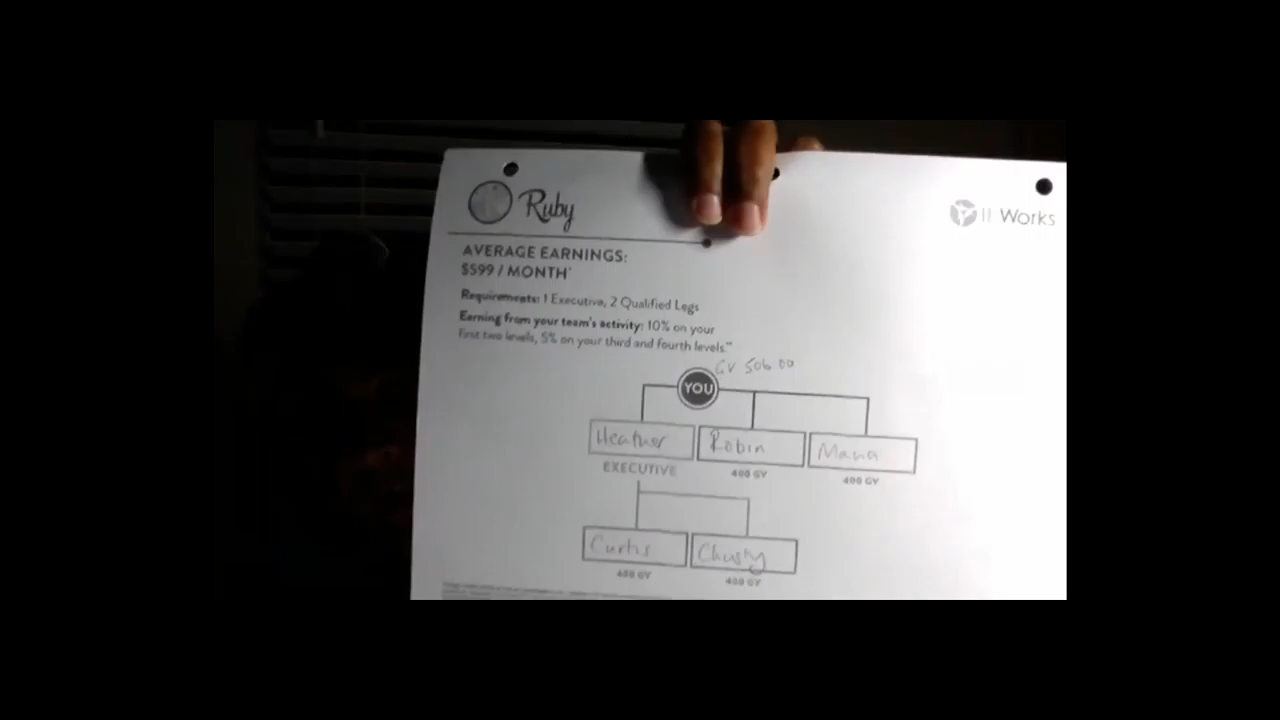 Ruby
It Works
AVERAGE EARNINGS:
$599 / MONTH*
Requirements: 1 Executive, 2 Qualified Legs
Earning from your team's activity: 10% on your
first two levels, 5% on your third and fourth levels.**
GV 506.00
YOU
Heather Robin Maria
EXECUTIVE 400 GV 400 GV
Curtis Christy
400 GV 400 GV